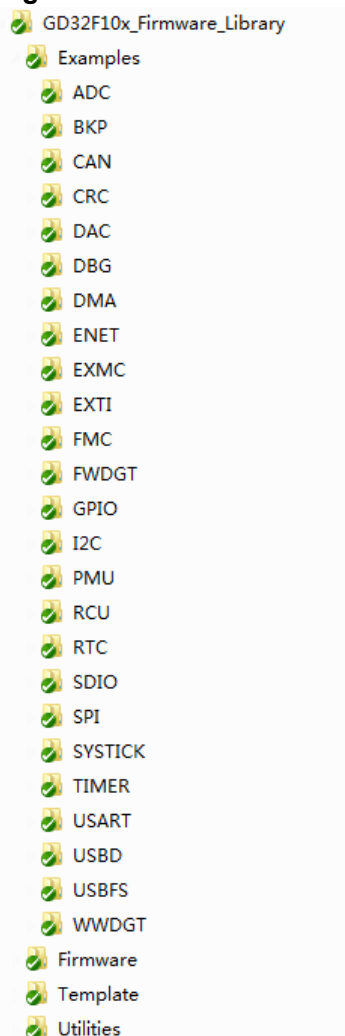 GD32F10x_Firmware_Library
Examples
ADC
BKP
CAN
CRC
DAC
DBG
DMA
ENET
EXMC
EXTI
FMC
FWDGT
GPIO
I2C
PMU
RCU
RTC
SDIO
SPI
SYSTICK
TIMER
USART
USBD
USBFS
WWDGT
Firmware
Template
Utilities